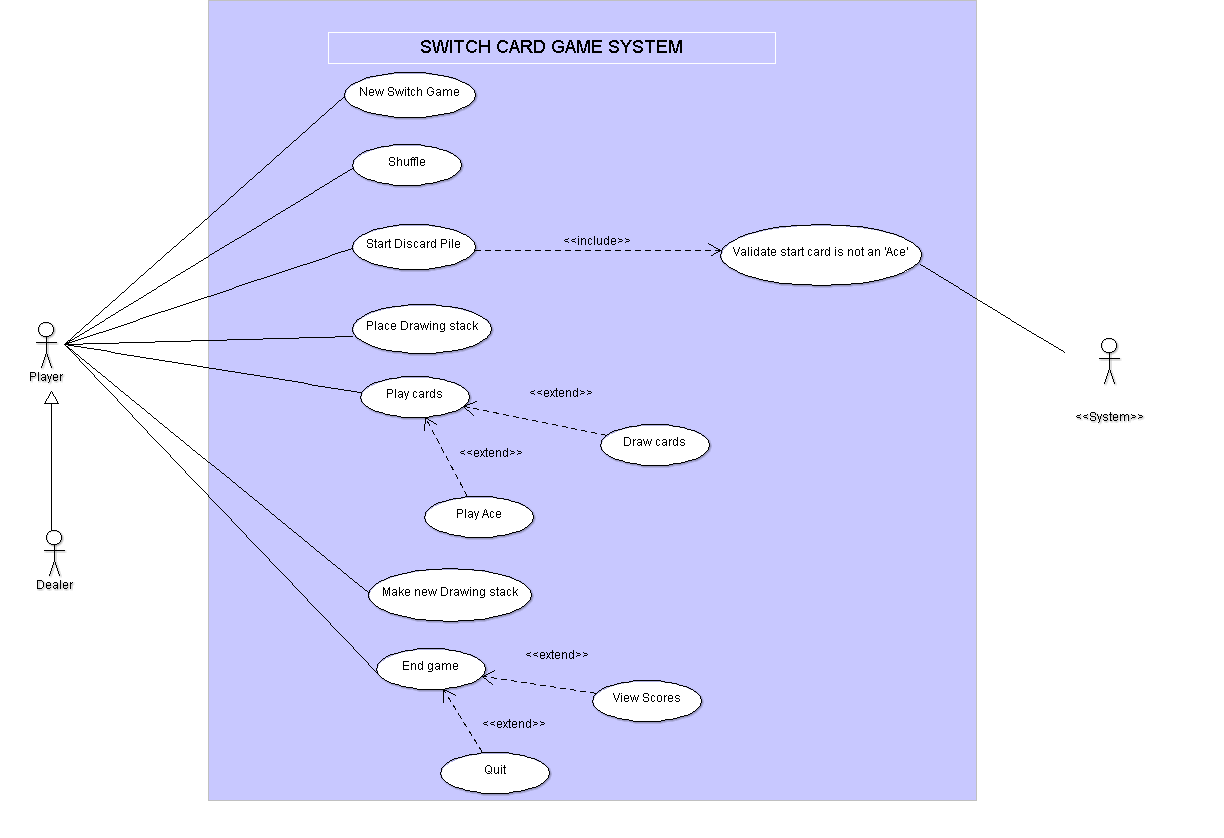 SWITCH CARD GAME SYSTEM
New Switch Game
Shuffle
Start Discard Pile
<<include>>
Validate start card is not an 'Ace'
Place Drawing stack
Player
Play cards
<<extend>>
<<System>>
Draw cards
<<extend>>
Play Ace
Dealer
Make new Drawing stack
End game
<<extend>>
View Scores
<<extend>>
Quit